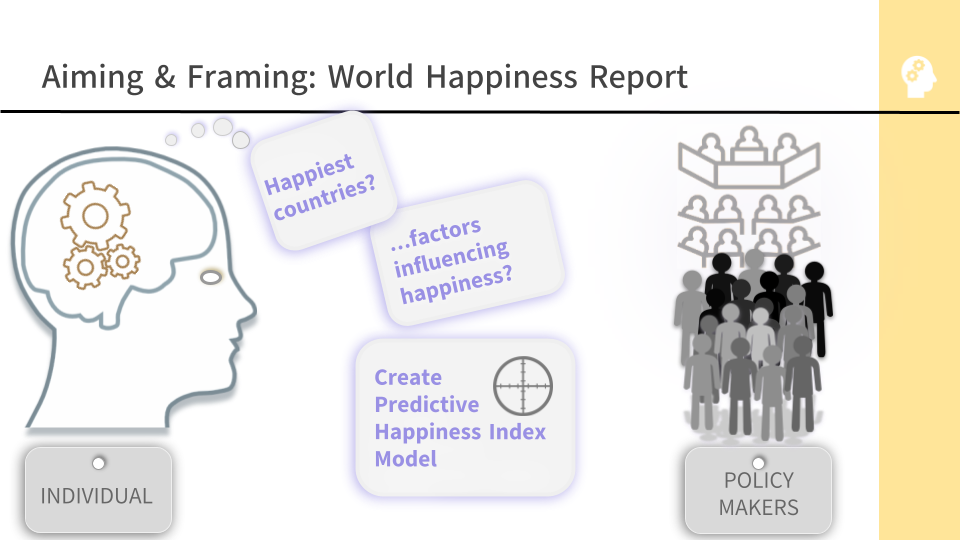 Aiming & Framing: World Happiness Report
Happiest
countries?
...factors
influencing
happiness?
Create
Predictive
Happiness Index
Model
INDIVIDUAL
POLICY
MAKERS